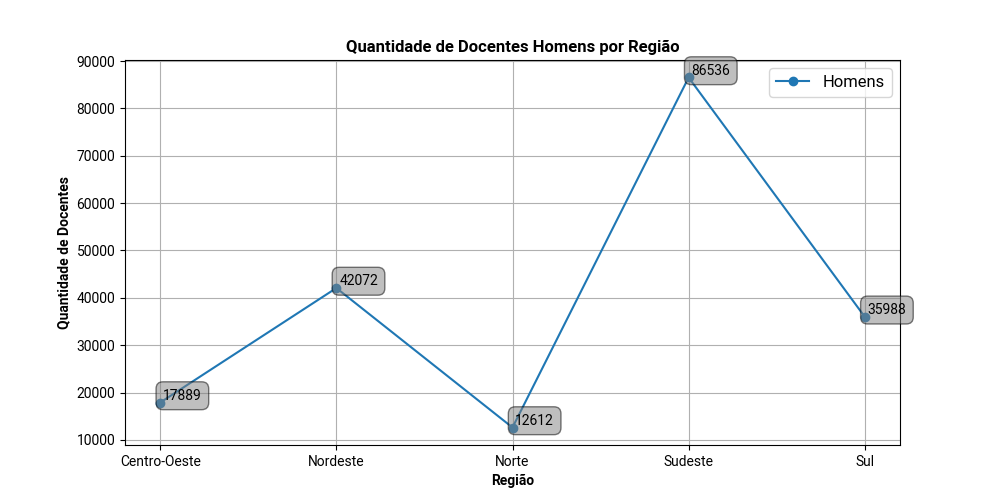 Quantidade de Docentes Homens por Região
Quantidade de Docentes
90000
80000
70000
60000
50000
40000
30000
20000
10000
Homens
17889
42072
12612
86536
35988
Centro-Oeste
Nordeste
Norte
Sudeste
Sul
Região